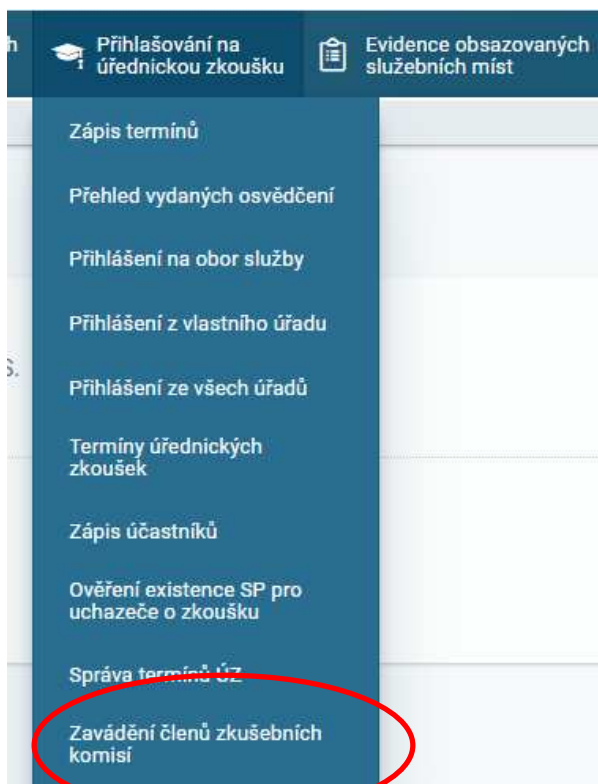 h
Přihlašování na
úřednickou zkoušku
Evidence obsazovaných
služebních míst
Zápis termínů
Přehled vydaných osvědčení
Přihlášení na obor služby
Přihlášení z vlastního úřadu
s.
Přihlášení ze všech úřadů
Termíny úřednických
zkoušek
Zápis účastníků
Ověření existence SP pro
uchazeče o zkoušku
Správa termínů ÚZ
Zavádění členů zkušebních
komisí